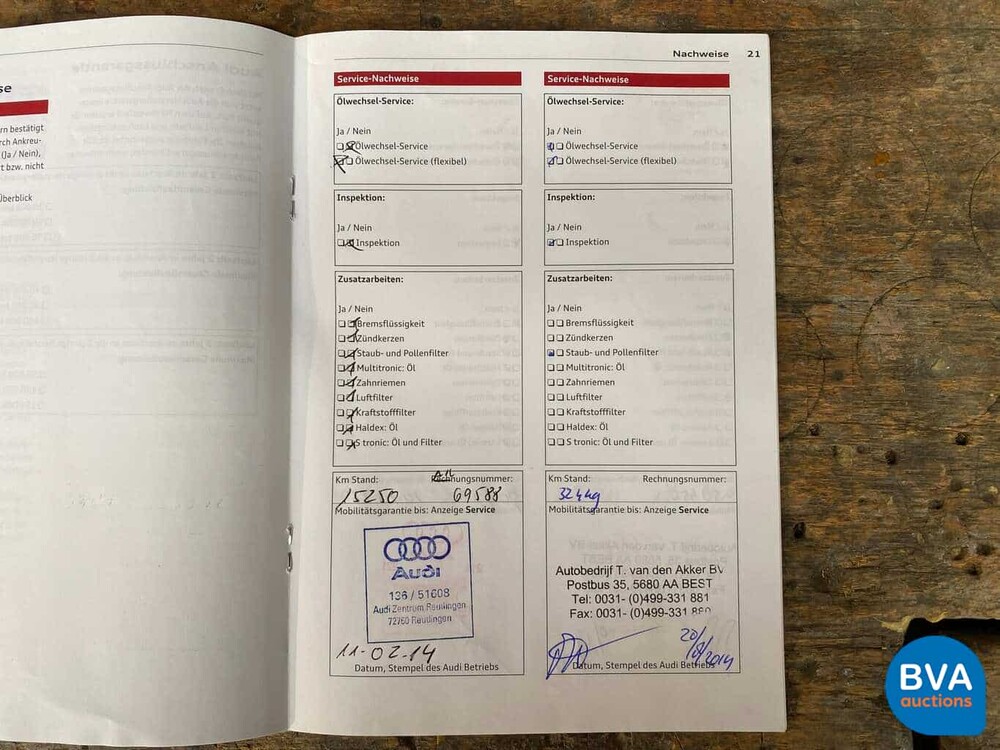 Nachweise 21
se
rn bestätigt
rch Ankreu-
(Ja / Nein),
t bzw. nicht
Überblick
Service-Nachweise
Ölwechsel-Service:
Ja / Nein
Ölwechsel-Service
Ölwechsel-Service (flexibel)
Inspektion:
Ja / Nein
Inspektion
Zusatzarbeiten:
Ja / Nein
Bremsflüssigkeit
Zündkerzen
Staub- und Pollenfilter
Multitronic: Öl
Zahnriemen
Luftfilter
Kraftstofffilter
Haldex: Öl
S tronic: Öl und Filter
Km Stand: Rechnungsnummer:
15250 69588
Mobilitätsgarantie bis: Anzeige Service
Audi
136 / 51608
Audi Zentrum Reutlingen
72760 Reutlingen
11-02-14
Datum, Stempel des Audi Betriebs
Service-Nachweise
Ölwechsel-Service:
Ja / Nein
Ölwechsel-Service
Ölwechsel-Service (flexibel)
Inspektion:
Ja / Nein
Inspektion
Zusatzarbeiten:
Ja / Nein
Bremsflüssigkeit
Zündkerzen
Staub- und Pollenfilter
Multitronic: Öl
Zahnriemen
Luftfilter
Kraftstofffilter
Haldex: Öl
S tronic: Öl und Filter
Km Stand: Rechnungsnummer:
Mobilitätsgarantie bis: Anzeige Service
Autobedrijf T. van den Akker BV
Postbus 35, 5680 AA BEST
Tel: 0031- (0)499-331 881
Fax: 0031- (0)499-331
Datum, Stempel des Audi Betriebs
BVA
auctions